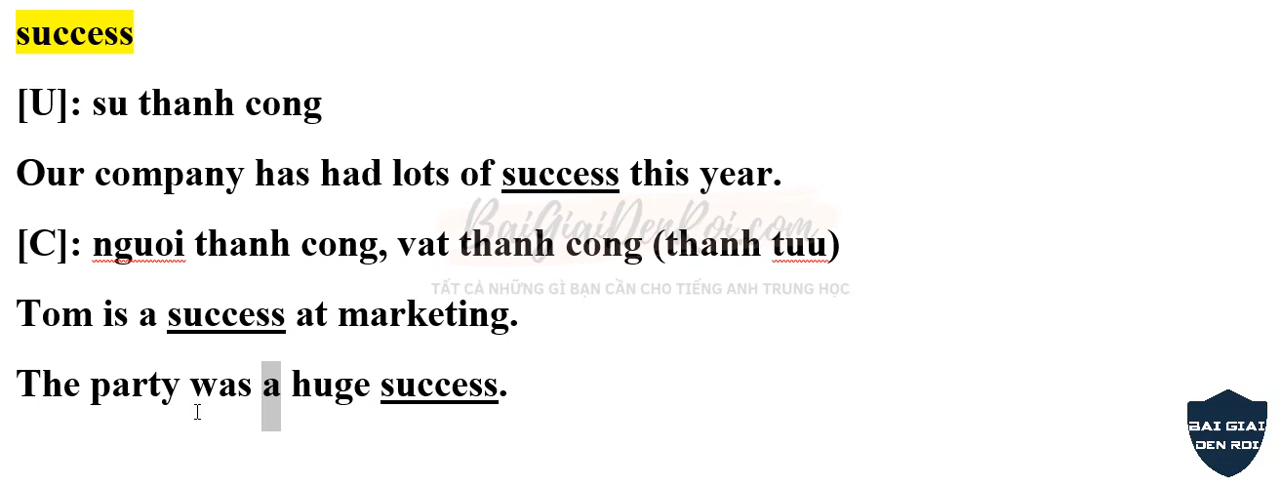 success
[U]: su thanh cong
Our company has had lots of success this year.
BaiGiaiDenRoi.com
[C]: nguoi thanh cong, vat thanh cong (thanh tuu)
TẤT CẢ NHỮNG GÌ BẠN CẦN CHO TIẾNG ANH TRUNG HỌC
Tom is a success at marketing.
The party was a huge success.
BAI GIAI
DEN ROI